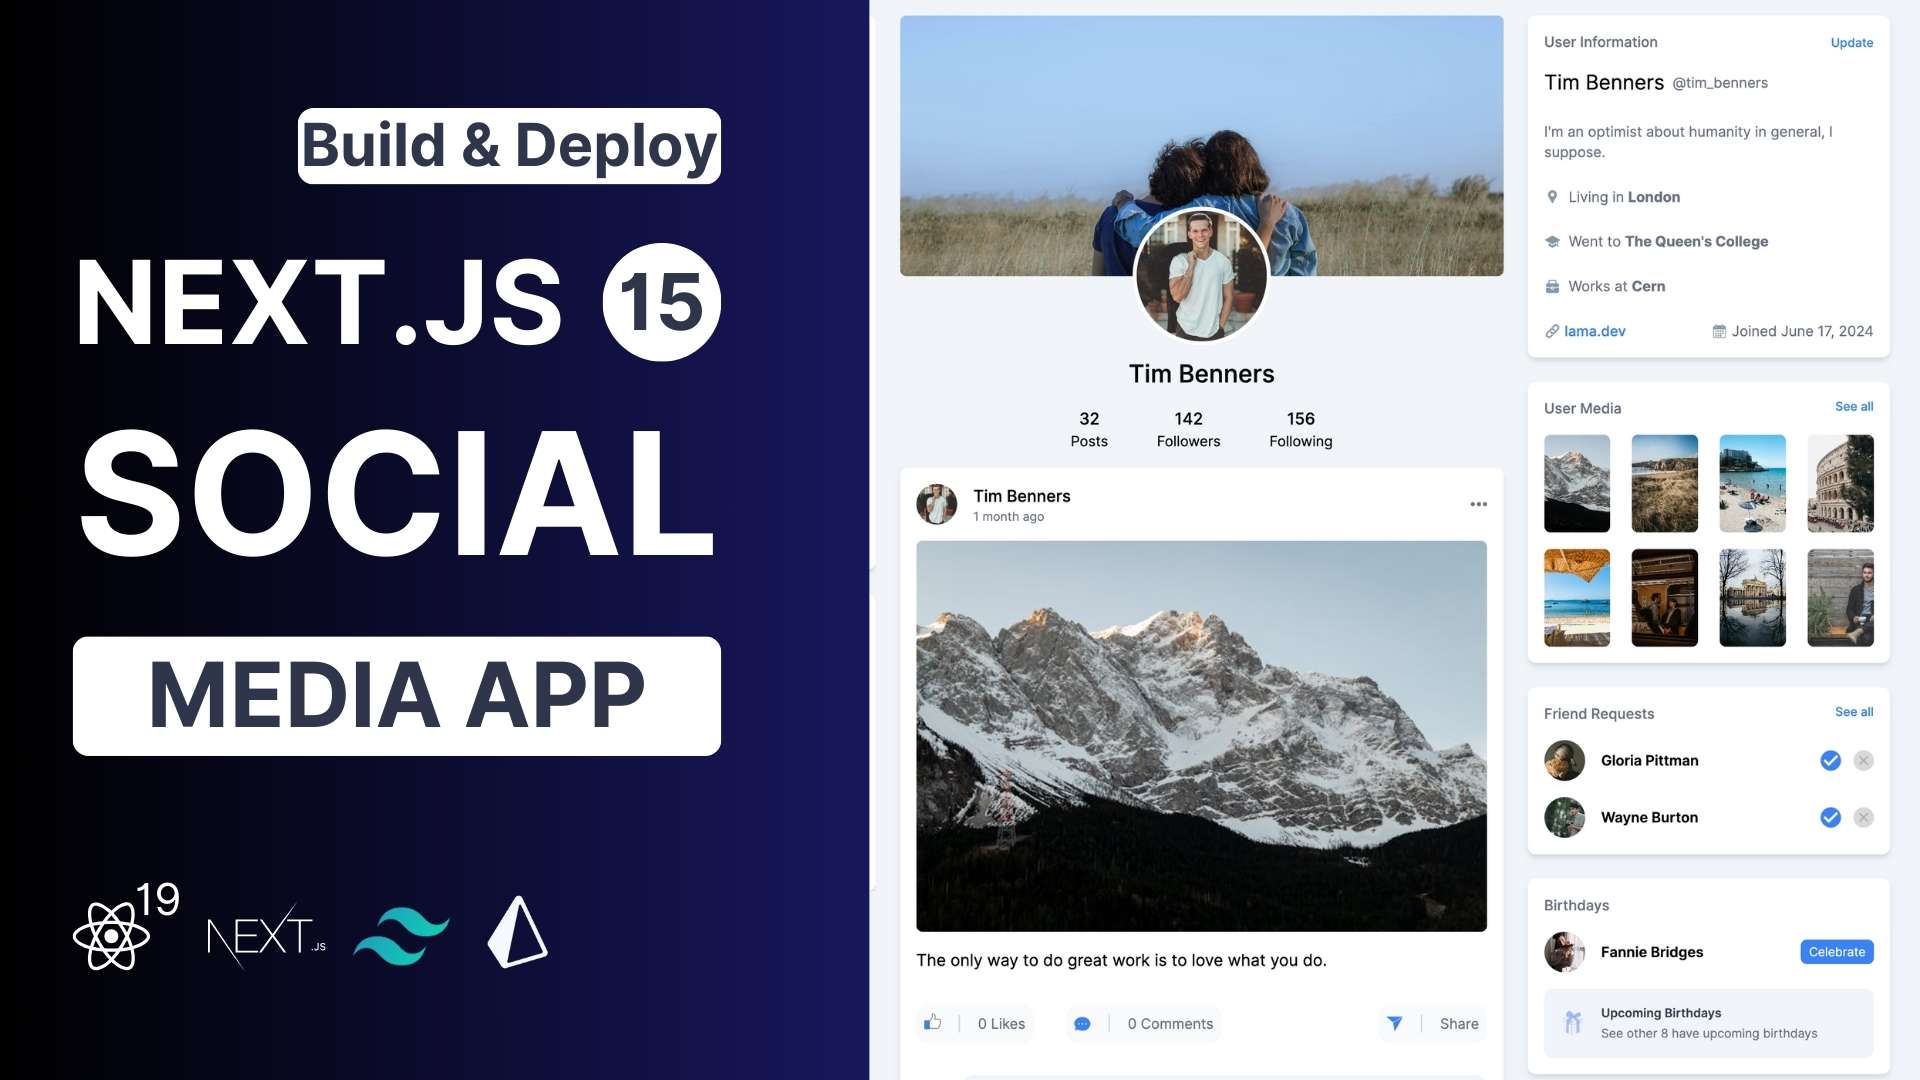 Build & Deploy
NEXT.JS 15
SOCIAL
MEDIA APP
19
NEXT.JS
Tim Benners
32
Posts
142
Followers
156
Following
Tim Benners
1 month ago
The only way to do great work is to love what you do.
0 Likes
0 Comments
Share
User Information
Update
Tim Benners @tim_benners
I'm an optimist about humanity in general, I
suppose.
Living in London
Went to The Queen's College
Works at Cern
lama.dev
Joined June 17, 2024
User Media
See all
Friend Requests
See all
Gloria Pittman
Wayne Burton
Birthdays
Fannie Bridges
Celebrate
Upcoming Birthdays
See other 8 have upcoming birthdays